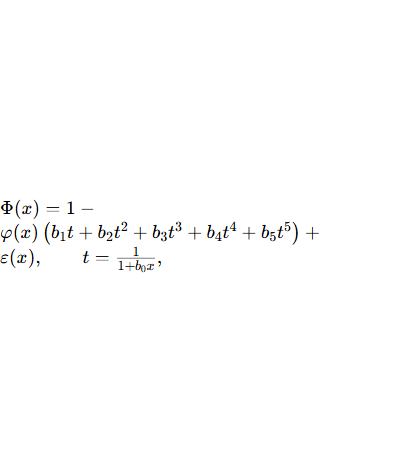 Φ(x) = 1 −
φ(x) (b₁t + b₂t² + b₃t³ + b₄t⁴ + b₅t⁵) +
ε(x), t = 1/(1+b₀x),